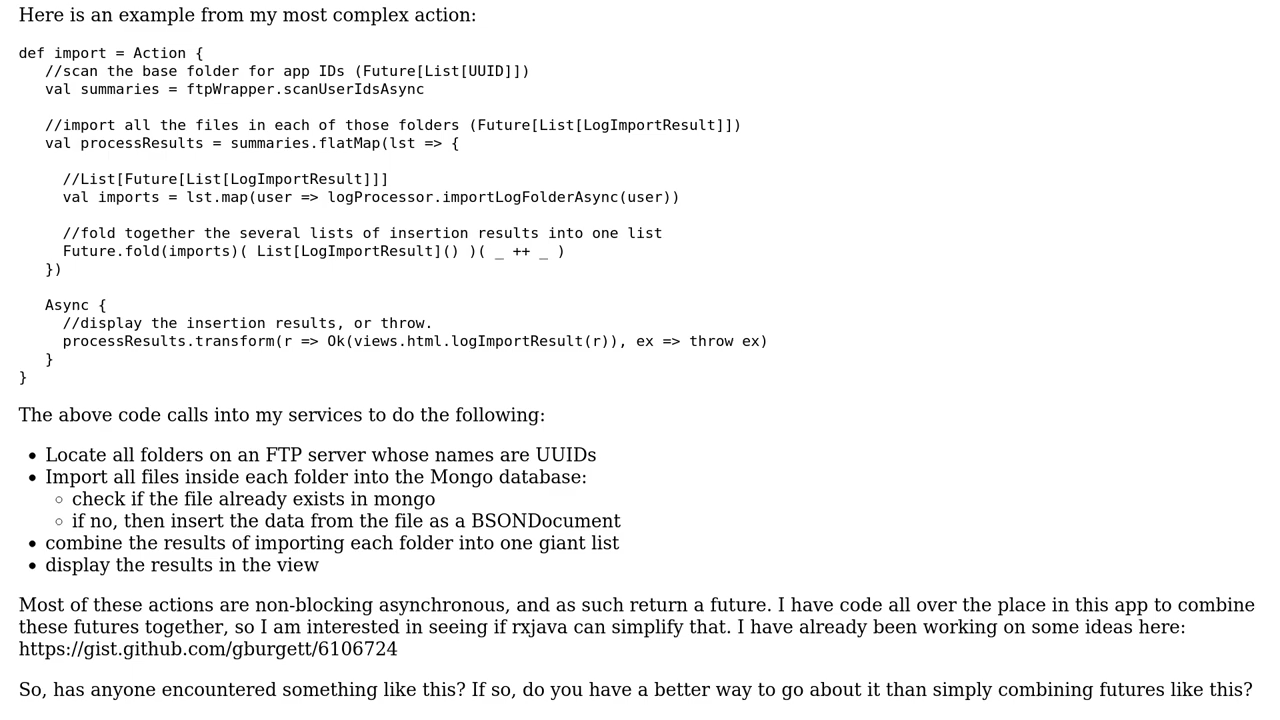 Here is an example from my most complex action:
def import = Action {
   //scan the base folder for app IDs (Future[List[UUID]])
   val summaries = ftpWrapper.scanUserIdsAsync

   //import all the files in each of those folders (Future[List[LogImportResult]])
   val processResults = summaries.flatMap(lst => {

     //List[Future[List[LogImportResult]]]
     val imports = lst.map(user => logProcessor.importLogFolderAsync(user))

     //fold together the several lists of insertion results into one list
     Future.fold(imports)( List[LogImportResult]() )( _ ++ _ )
   })

   Async {
     //display the insertion results, or throw.
     processResults.transform(r => Ok(views.html.logImportResult(r)), ex => throw ex)
   }
}
The above code calls into my services to do the following:
• Locate all folders on an FTP server whose names are UUIDs
• Import all files inside each folder into the Mongo database:
◦ check if the file already exists in mongo
◦ if no, then insert the data from the file as a BSONDocument
• combine the results of importing each folder into one giant list
• display the results in the view
Most of these actions are non-blocking asynchronous, and as such return a future. I have code all over the place in this app to combine
these futures together, so I am interested in seeing if rxjava can simplify that. I have already been working on some ideas here:
https://gist.github.com/gburgett/6106724
So, has anyone encountered something like this? If so, do you have a better way to go about it than simply combining futures like this?